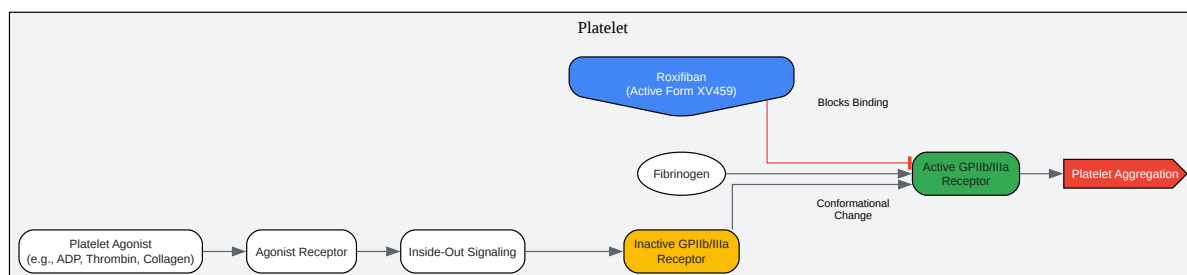 Platelet
Roxifiban
(Active Form XV459)
Blocks Binding
Fibrinogen
Active GPIIb/IIIa
Receptor
Platelet Aggregation
Conformational
Change
Platelet Agonist
(e.g., ADP, Thrombin, Collagen)
Agonist Receptor
Inside-Out Signaling
Inactive GPIIb/IIIa
Receptor